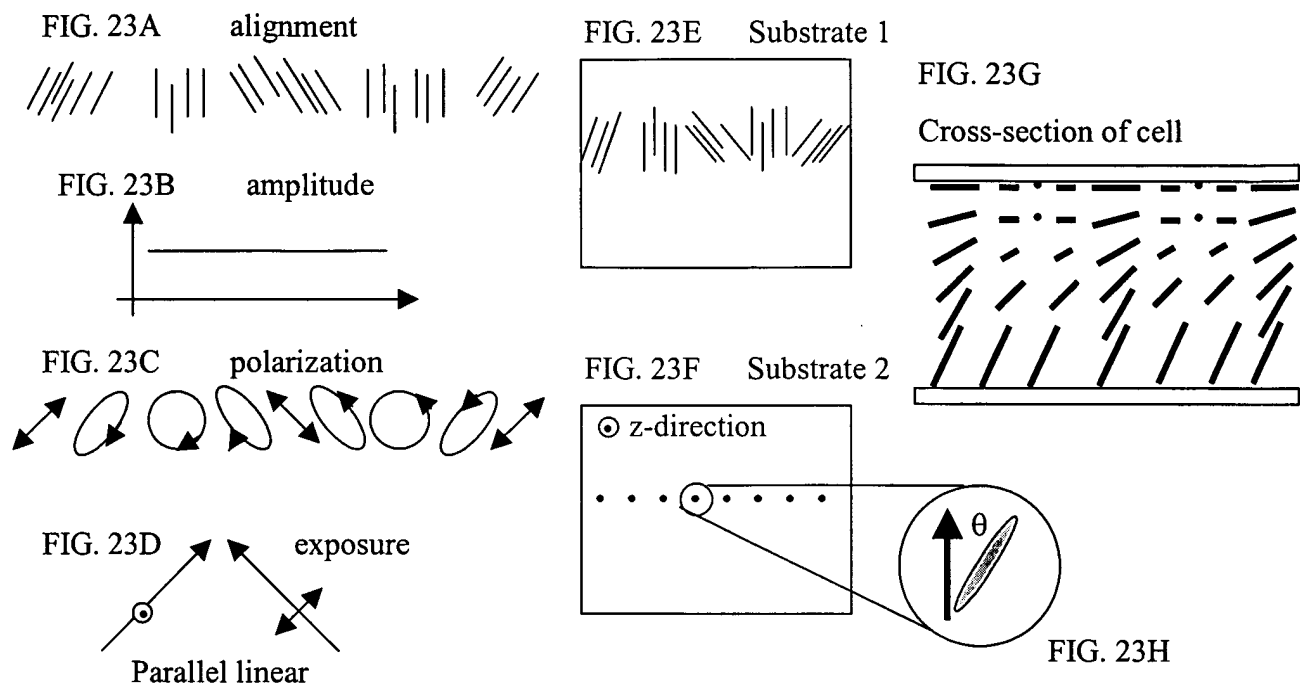 FIG. 23A alignment
FIG. 23B amplitude
FIG. 23C polarization
FIG. 23D exposure
Parallel linear
FIG. 23E Substrate 1
FIG. 23F Substrate 2
z-direction
θ
FIG. 23H
FIG. 23G
Cross-section of cell